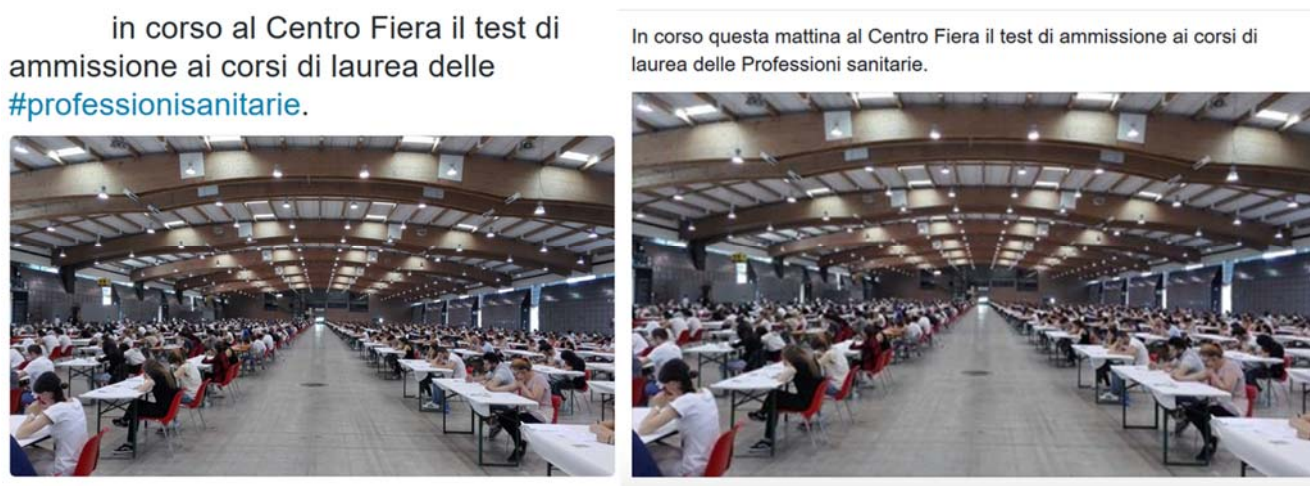 in corso al Centro Fiera il test di
ammissione ai corsi di laurea delle
#professionisanitarie.
In corso questa mattina al Centro Fiera il test di ammissione ai corsi di
laurea delle Professioni sanitarie.